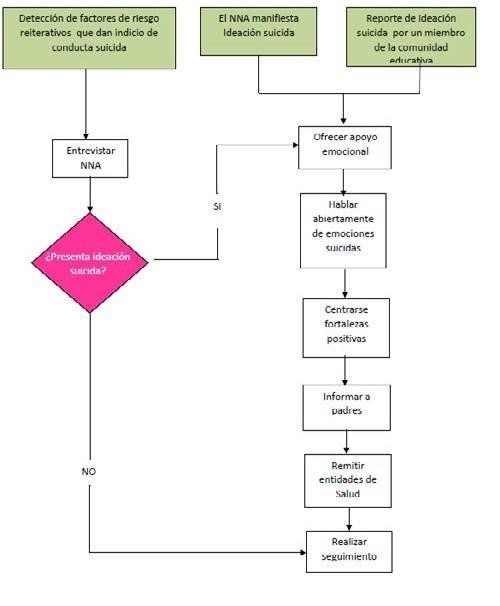 Detección de factores de riesgo
reiterativos que dan indicio de
conducta suicida
El NNA manifiesta
Ideación suicida
Reporte de Ideación
suicida por un miembro
de la comunidad
educativa
Entrevistar
NNA
Ofrecer apoyo
emocional
SI
Hablar
abiertamente
de emociones
suicidas
¿Presenta ideación
suicida?
Centrarse
fortalezas
positivas
Informar a
padres
Remitir
entidades de
Salud
NO
Realizar
seguimiento